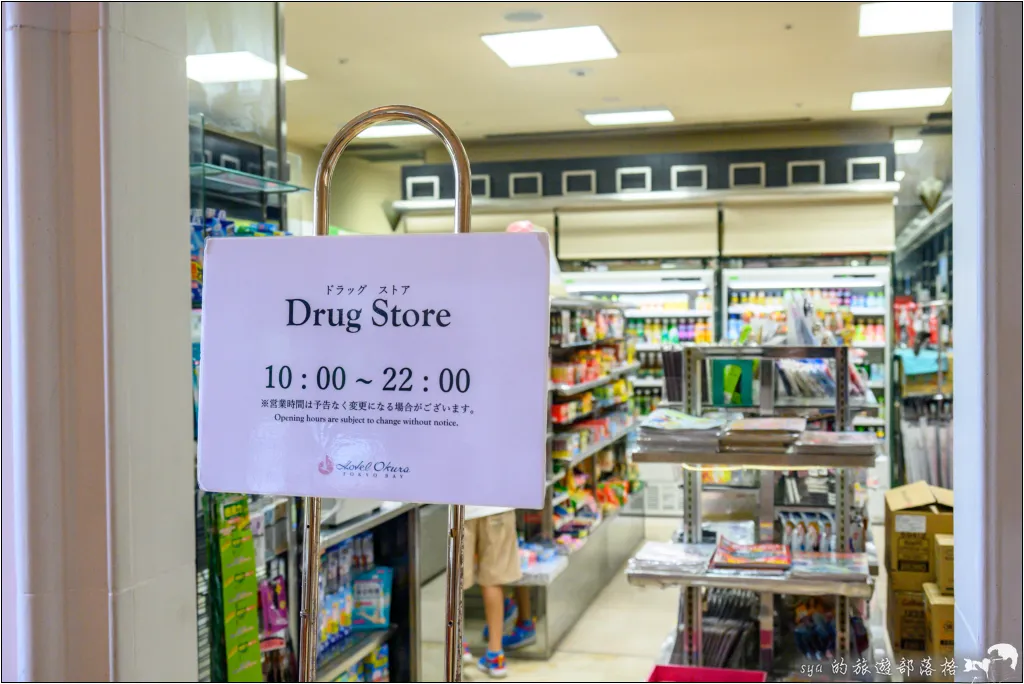 ドラッグ ストア
Drug Store
10：00 ~ 22：00
※営業時間は予告なく変更になる場合がございます。
Opening hours are subject to change without notice.
Hotel Okura
TOKYO BAY
sya 的旅遊部落格